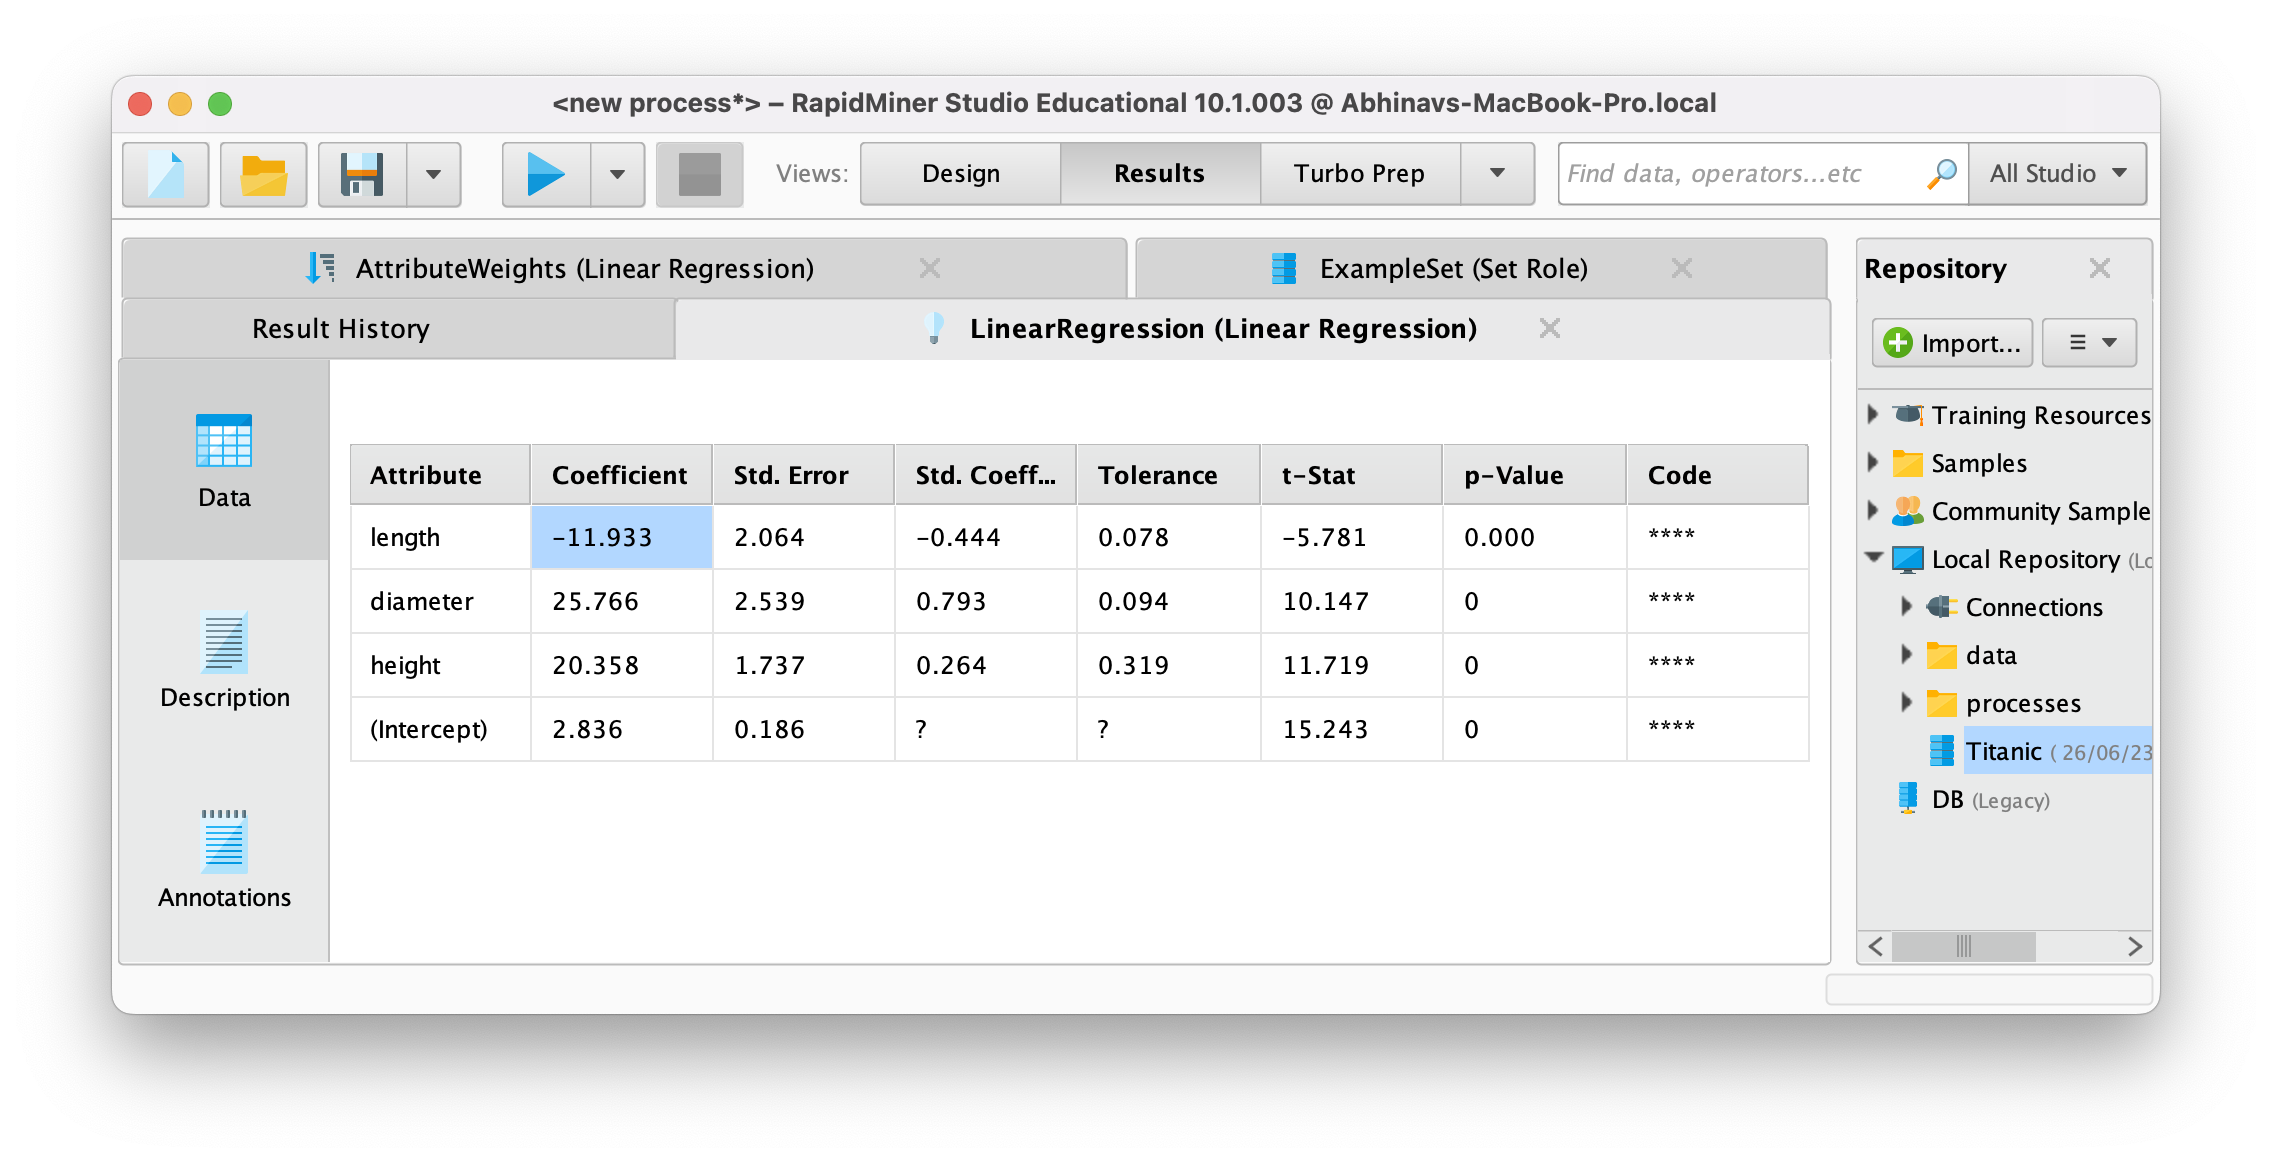 <new process*> – RapidMiner Studio Educational 10.1.003 @ Abhinavs-MacBook-Pro.local
Views: Design Results Turbo Prep Find data, operators...etc All Studio
AttributeWeights (Linear Regression) ExampleSet (Set Role)
Result History LinearRegression (Linear Regression)
Data
Description
Annotations
Attribute Coefficient Std. Error Std. Coeff... Tolerance t-Stat p-Value Code
length -11.933 2.064 -0.444 0.078 -5.781 0.000 ****
diameter 25.766 2.539 0.793 0.094 10.147 0 ****
height 20.358 1.737 0.264 0.319 11.719 0 ****
(Intercept) 2.836 0.186 ? ? 15.243 0 ****
Repository
Import...
Training Resources
Samples
Community Sample
Local Repository (Lo
Connections
data
processes
Titanic ( 26/06/23
DB (Legacy)